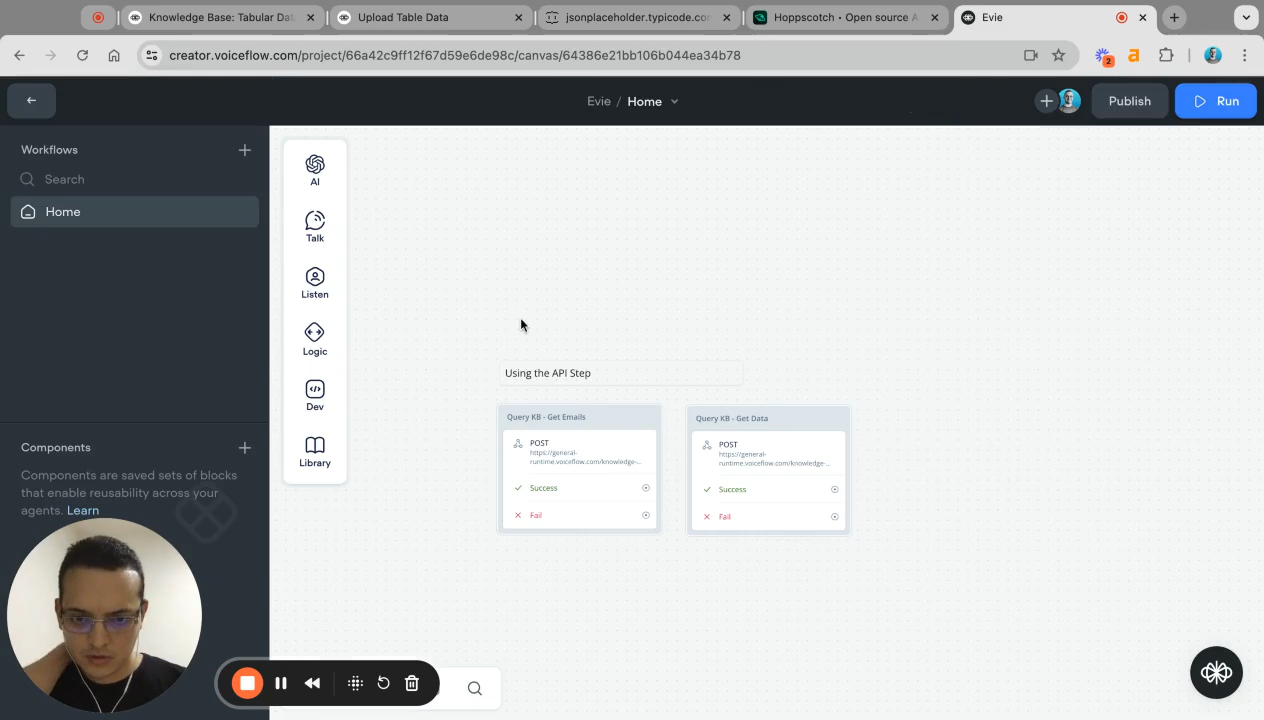 Knowledge Base: Tabular Da
Upload Table Data
jsonplaceholder.typicode.co
Hoppscotch • Open source A
Evie
creator.voiceflow.com/project/66a42c9ff12f67d59e6de98c/canvas/64386e21bb106b044ea34b78
2
Evie / Home
Publish
Run
Workflows
Search
Home
AI
Talk
Listen
Logic
Dev
Library
Using the API Step
Query KB - Get Emails
POST
https://general-
runtime.voiceflow.com/knowledge-...
Success
Fail
Query KB - Get Data
POST
https://general-
runtime.voiceflow.com/knowledge-...
Success
Fail
Components
Components are saved sets of blocks
that enable reusability across your
agents. Learn